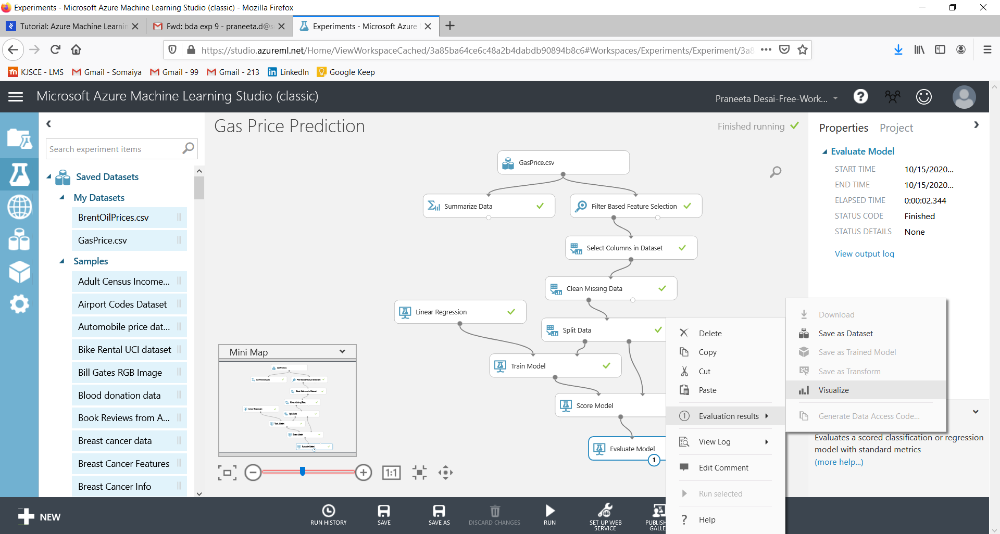 Experiments - Microsoft Azure Machine Learning Studio (classic) - Mozilla Firefox
Tutorial: Azure Machine Learnin
Fwd: bda exp 9 - praneeta.d@s
Experiments - Microsoft Azure
https://studio.azureml.net/Home/ViewWorkspaceCached/3a85ba64ce6c48a2b4dabdb90894b8c6#Workspaces/Experiments/Experiment/3a8
KJSCE - LMS
Gmail - Somaiya
Gmail - 99
Gmail - 213
LinkedIn
Google Keep
Microsoft Azure Machine Learning Studio (classic)
Praneeta Desai-Free-Work...
Search experiment items
Saved Datasets
My Datasets
BrentOilPrices.csv
GasPrice.csv
Samples
Adult Census Income...
Airport Codes Dataset
Automobile price dat...
Bike Rental UCI dataset
Bill Gates RGB Image
Blood donation data
Book Reviews from A...
Breast cancer data
Breast Cancer Features
Breast Cancer Info
Gas Price Prediction
Finished running
GasPrice.csv
Summarize Data
Filter Based Feature Selection
Select Columns in Dataset
Clean Missing Data
Linear Regression
Split Data
Train Model
Score Model
Evaluate Model
1
Mini Map
1:1
Delete
Copy
Cut
Paste
1 Evaluation results
View Log
Edit Comment
Run selected
? Help
Download
Save as Dataset
Save as Trained Model
Save as Transform
Visualize
Generate Data Access Code...
Properties
Project
Evaluate Model
START TIME 10/15/2020...
END TIME 10/15/2020...
ELAPSED TIME 0:00:02.344
STATUS CODE Finished
STATUS DETAILS None
View output log
Evaluates a scored classification or regression
model with standard metrics
(more help...)
NEW
RUN HISTORY
SAVE
SAVE AS
DISCARD CHANGES
RUN
SET UP WEB
SERVICE
PUBLISH
GALLE